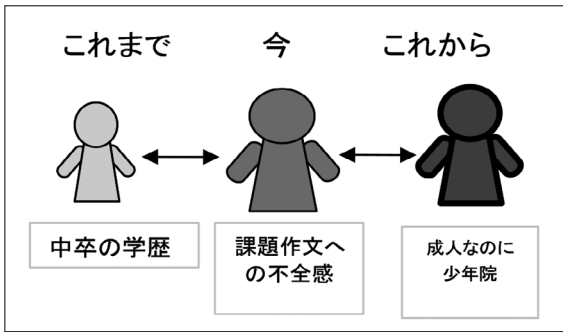 これまで
今
これから
中卒の学歴
課題作文へ
の不全感
成人なのに
少年院